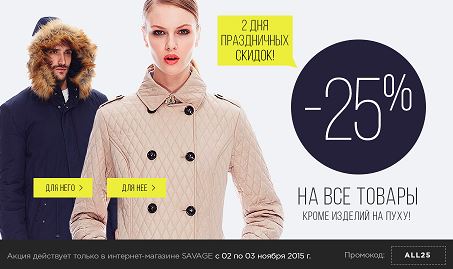 2 ДНЯ
ПРАЗДНИЧНЫХ
СКИДОК!
-25%
ДЛЯ НЕГО >
ДЛЯ НЕЕ >
НА ВСЕ ТОВАРЫ
КРОМЕ ИЗДЕЛИЙ НА ПУХУ!
Акция действует только в интернет-магазине SAVAGE с 02 по 03 ноября 2015 г.
Промокод: ALL25